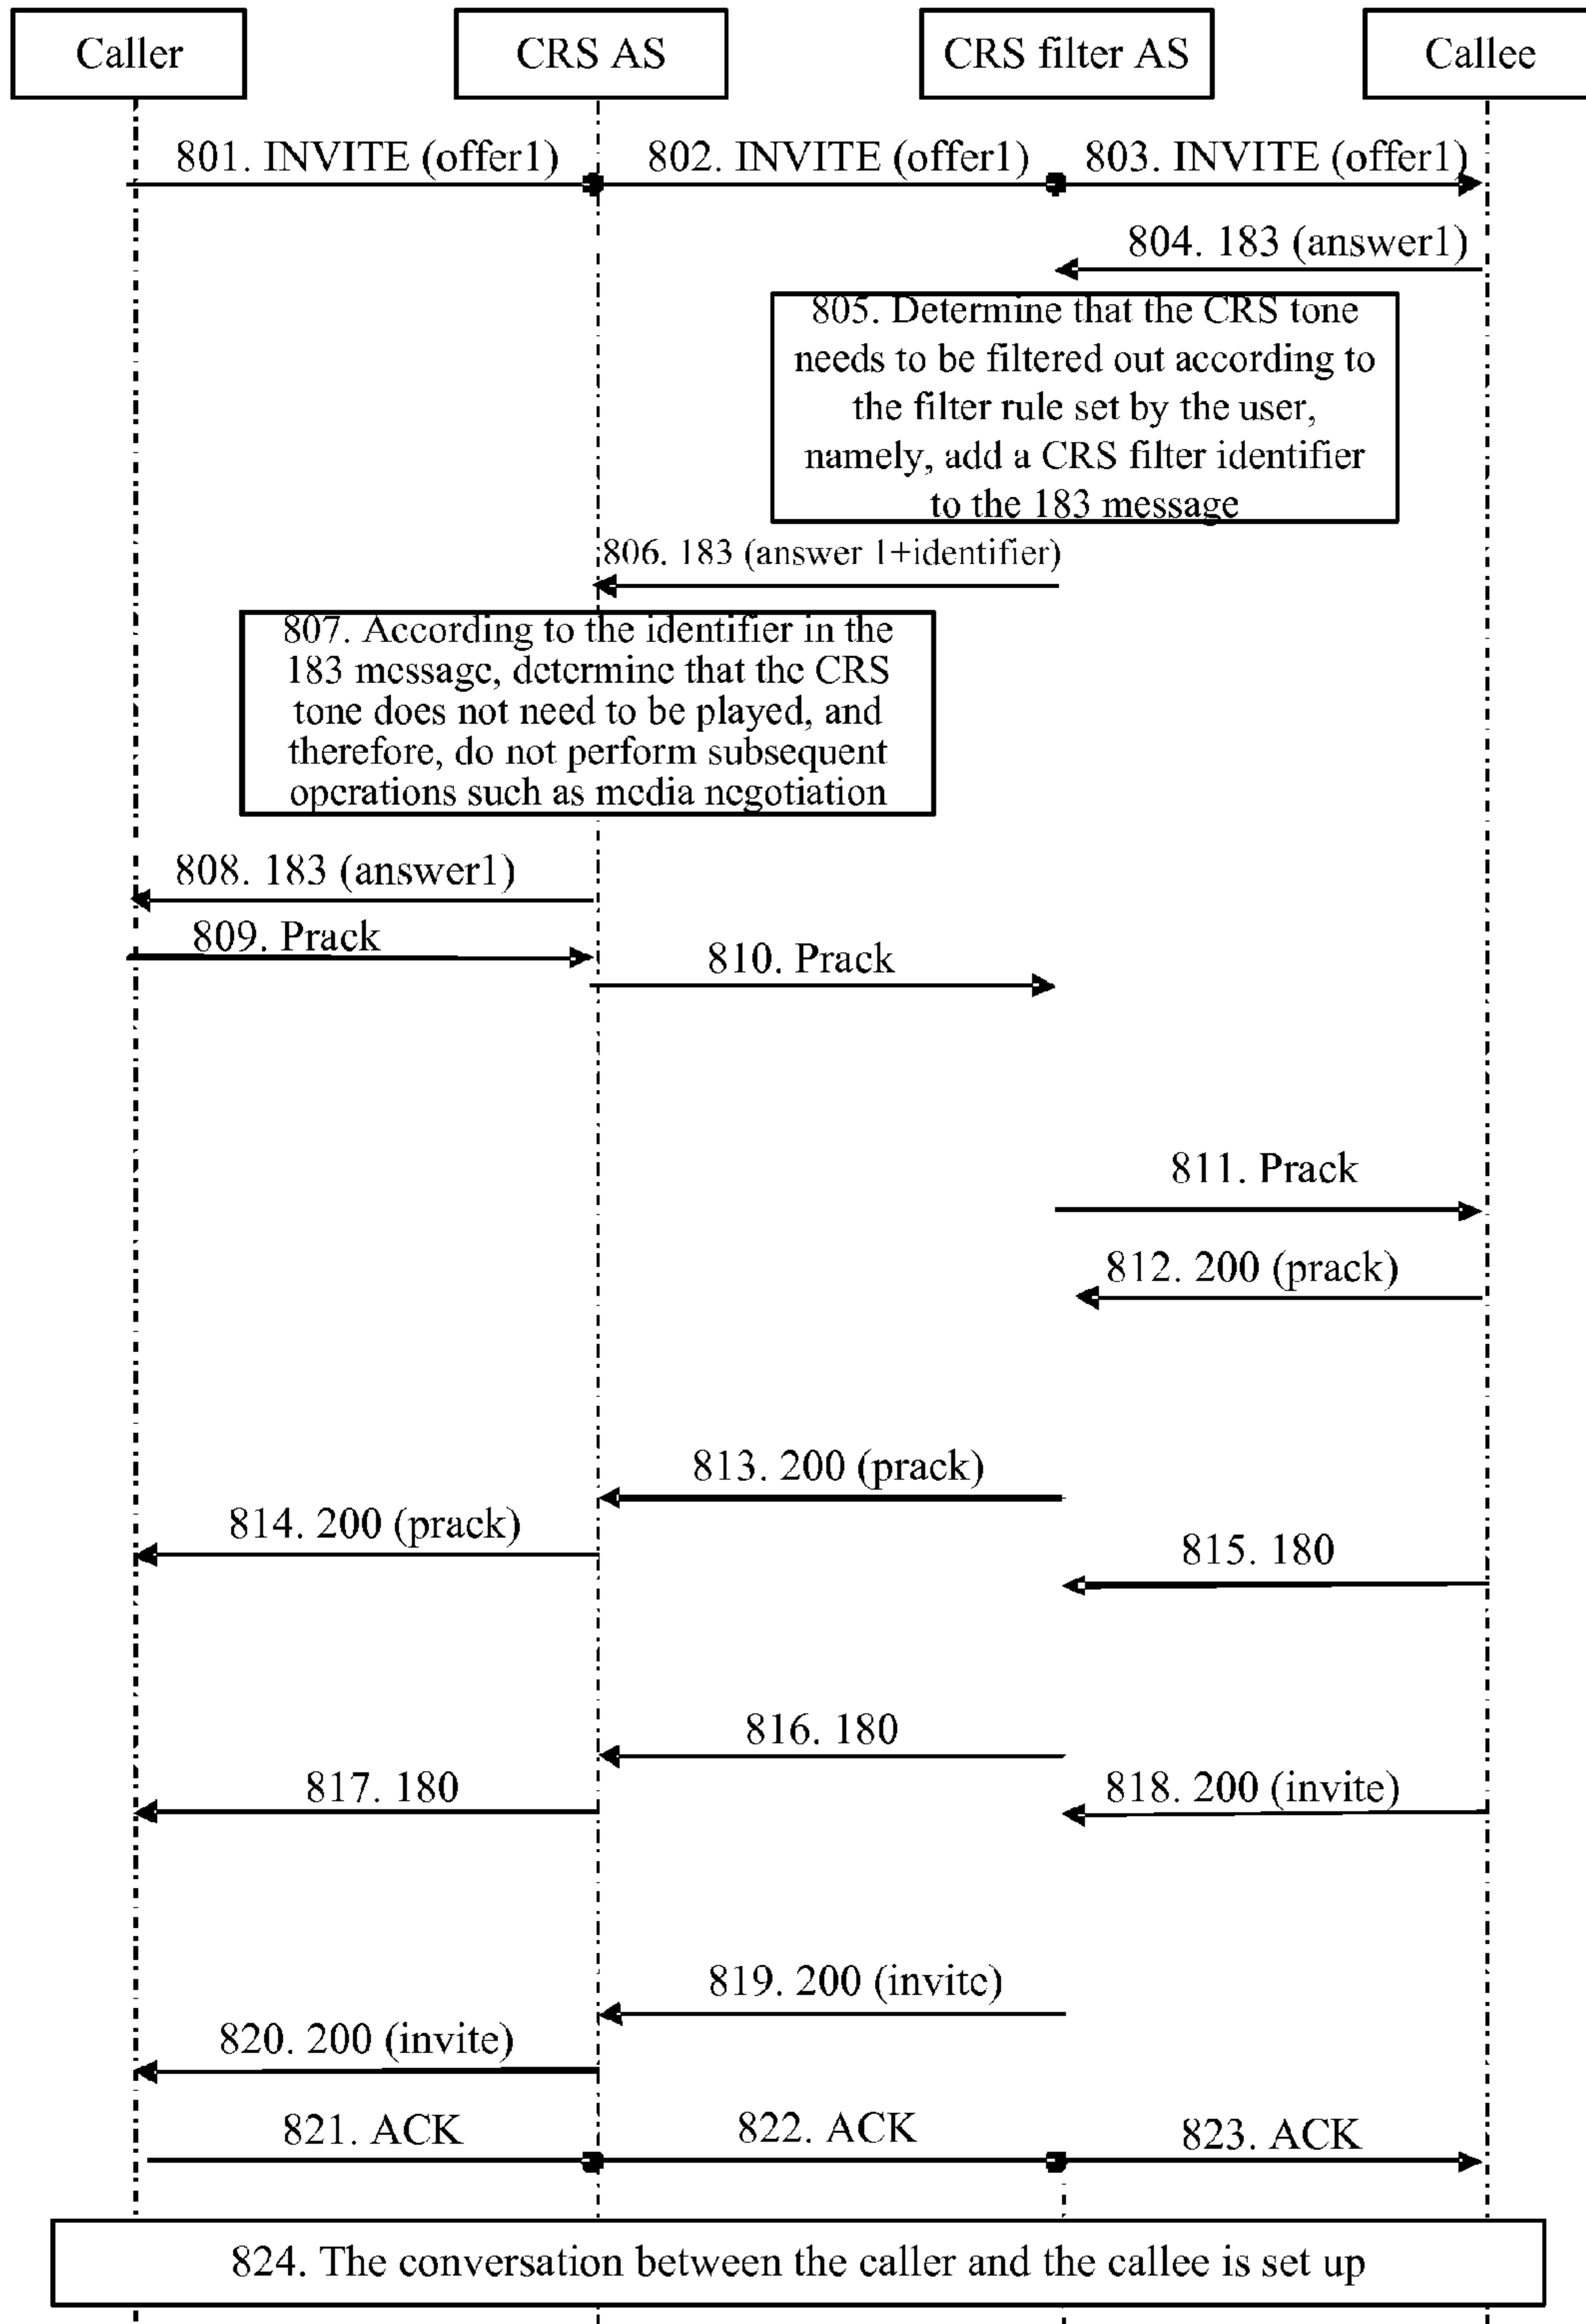 Caller
CRS AS
CRS filter AS
Callee
801. INVITE (offer1)
802. INVITE (offer1)
803. INVITE (offer1)
804. 183 (answer1)
805. Determine that the CRS tone
needs to be filtered out according to
the filter rule set by the user,
namely, add a CRS filter identifier
to the 183 message
806. 183 (answer 1+identifier)
807. According to the identifier in the
183 message, determine that the CRS
tone does not need to be played, and
therefore, do not perform subsequent
operations such as media negotiation
808. 183 (answer1)
809. Prack
810. Prack
811. Prack
812. 200 (prack)
813. 200 (prack)
814. 200 (prack)
815. 180
816. 180
817. 180
818. 200 (invite)
819. 200 (invite)
820. 200 (invite)
821. ACK
822. ACK
823. ACK
824. The conversation between the caller and the callee is set up